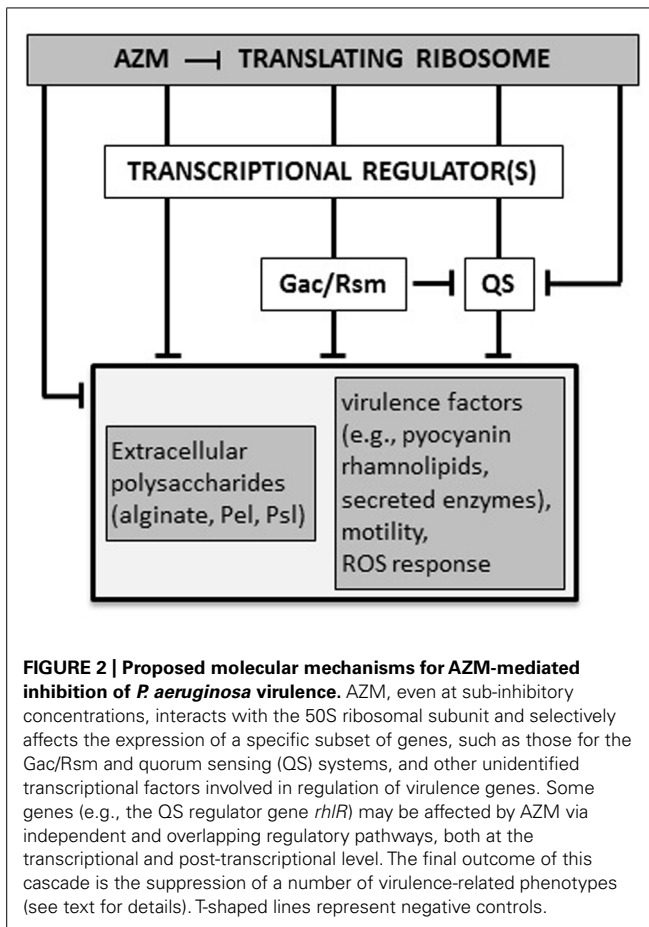 AZM TRANSLATING RIBOSOME
TRANSCRIPTIONAL REGULATOR(S)
Gac/Rsm
QS
Extracellular
polysaccharides
(alginate, Pel, Psl)
virulence factors
(e.g., pyocyanin
rhamnolipids,
secreted enzymes),
motility,
ROS response
FIGURE 2 | Proposed molecular mechanisms for AZM-mediated
inhibition of P. aeruginosa virulence. AZM, even at sub-inhibitory
concentrations, interacts with the 50S ribosomal subunit and selectively
affects the expression of a specific subset of genes, such as those for the
Gac/Rsm and quorum sensing (QS) systems, and other unidentified
transcriptional factors involved in regulation of virulence genes. Some
genes (e.g., the QS regulator gene rhlR) may be affected by AZM via
independent and overlapping regulatory pathways, both at the
transcriptional and post-transcriptional level. The final outcome of this
cascade is the suppression of a number of virulence-related phenotypes
(see text for details). T-shaped lines represent negative controls.